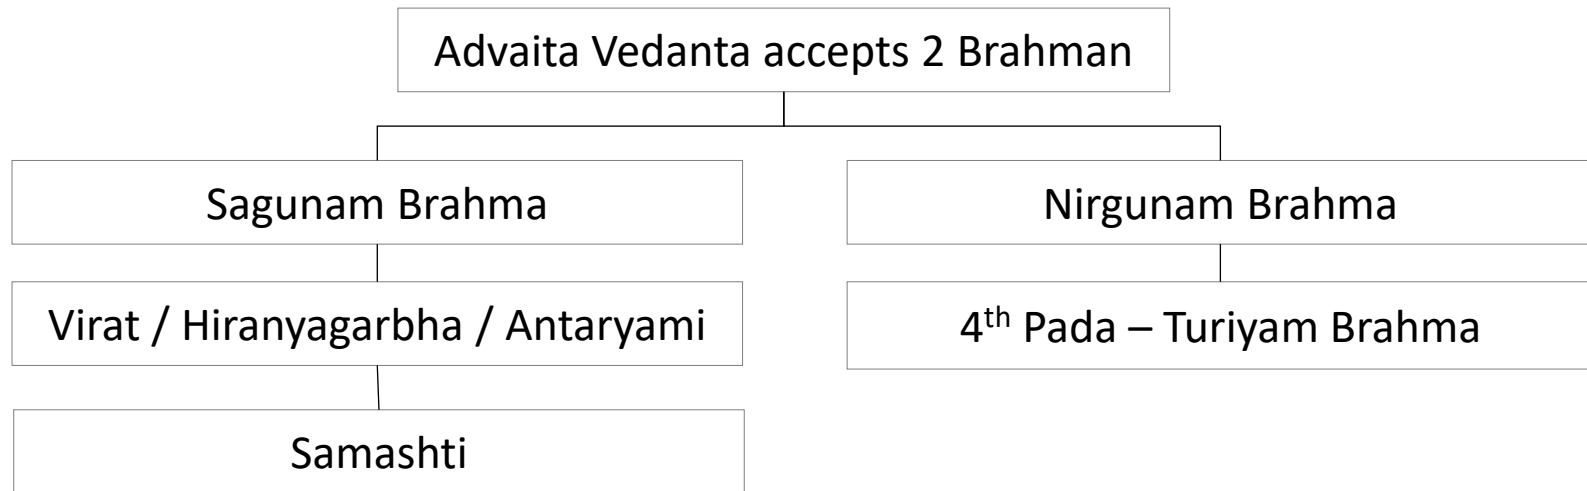 Advaita Vedanta accepts 2 Brahman
Sagunam Brahma
Nirgunam Brahma
Virat / Hiranyagarbha / Antaryami
4th Pada – Turiyam Brahma
Samashti